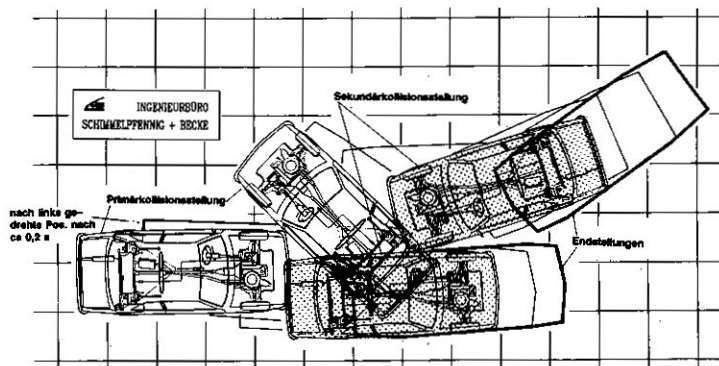 INGENIEURBÜRO
SCHIMMELPFENNIG + BECKE
Sekundärkollisionsstellung
Primärkollisionsstellung
nach links ge-
drehte Pos. nach
ca 0,2 s
Endstellungen